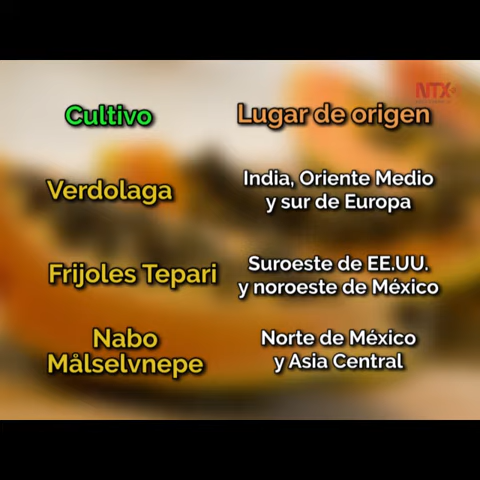 NTX
Cultivo Lugar de origen
Verdolaga India, Oriente Medio
y sur de Europa
Frijoles Tepari Suroeste de EE.UU.
y noroeste de México
Nabo Norte de México
Målselvnepe y Asia Central